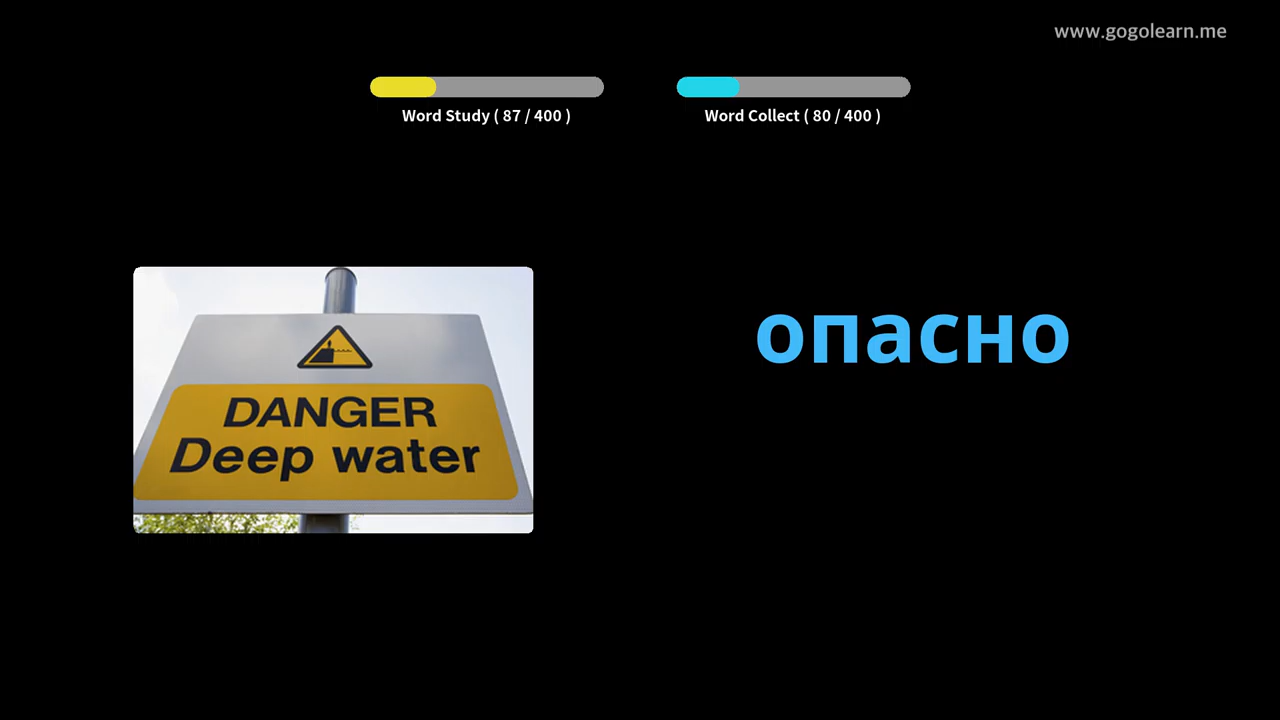 www.gogolearn.me
Word Study ( 87 / 400 )
Word Collect ( 80 / 400 )
DANGER
Deep water
опасно